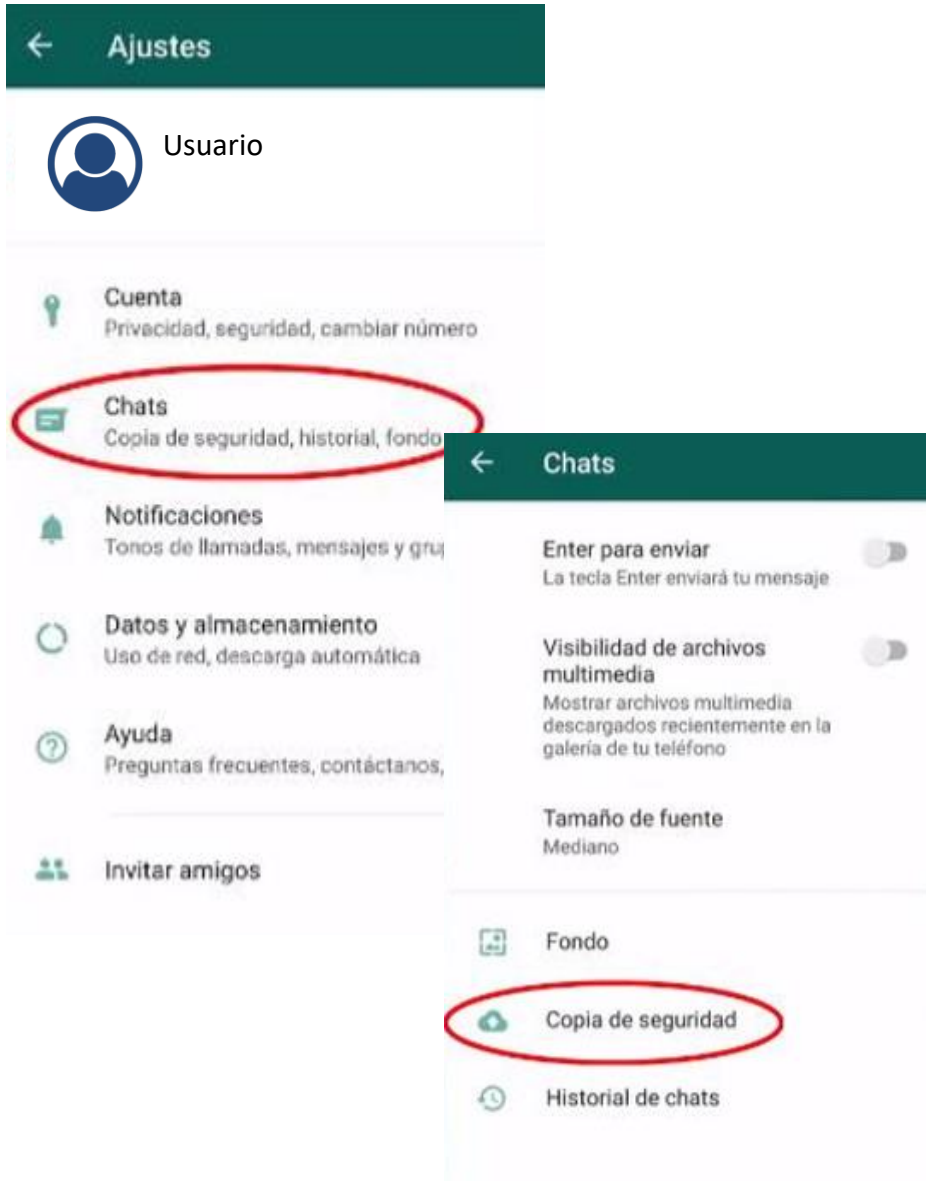 Ajustes
Usuario
Cuenta
Privacidad, seguridad, cambiar número
Chats
Copia de seguridad, historial, fondo
Notificaciones
Tonos de llamadas, mensajes y
Datos y almacenamiento
Uso de red, descarga automática
Ayuda
Preguntas frecuentes, contáctanos,
Invitar amigos
Chats
Enter para enviar
La tecla Enter enviará tu mensaje
Visibilidad de archivos
multimedia
Mostrar archivos multimedia
descargados recientemente en la
galería de tu teléfono
Tamaño de fuente
Mediano
Fondo
Copia de seguridad
Historial de chats